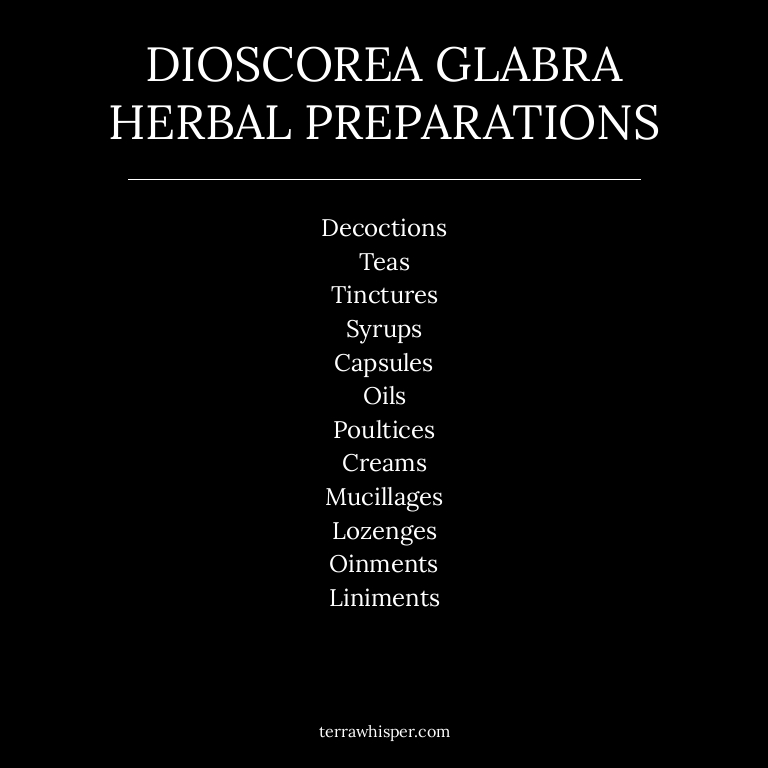 DIOSCOREA GLABRA
HERBAL PREPARATIONS
Decoctions
Teas
Tinctures
Syrups
Capsules
Oils
Poultices
Creams
Mucillages
Lozenges
Oinments
Liniments
terrawhisper.com